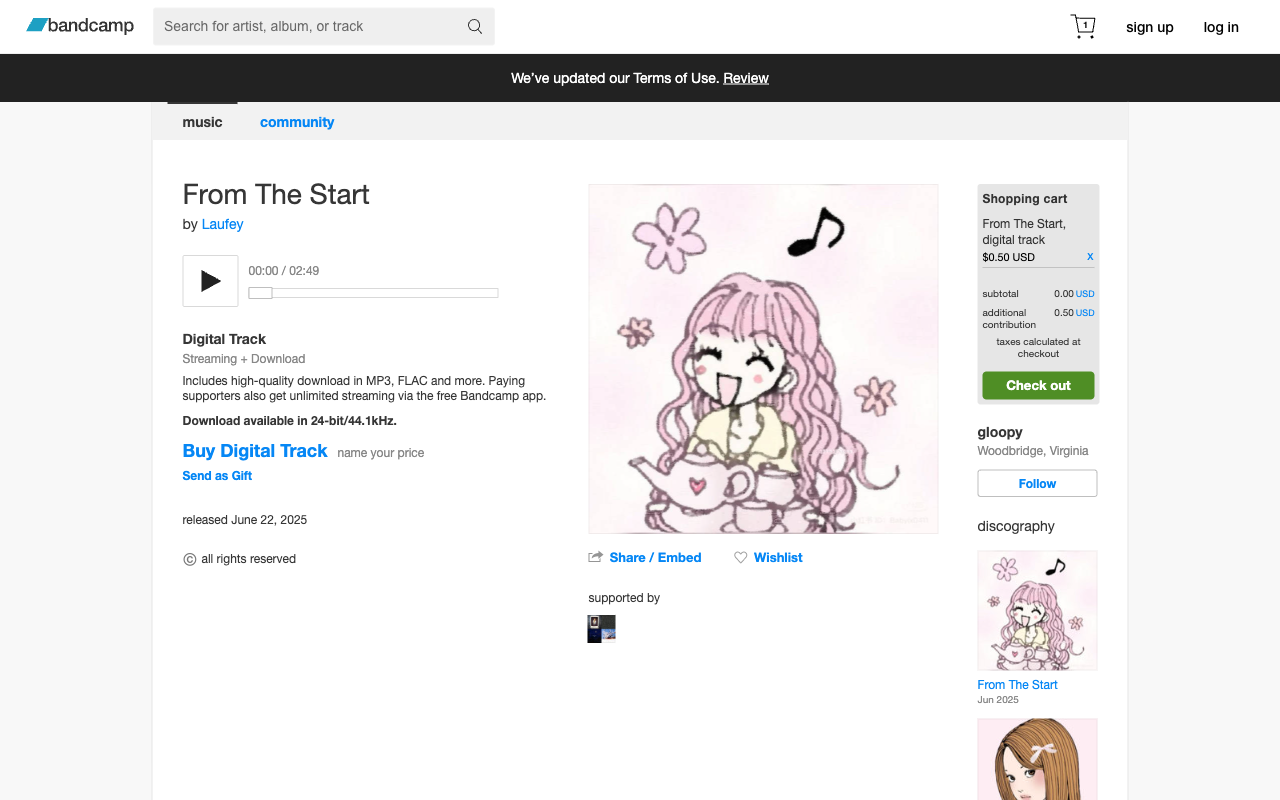 bandcamp
Search for artist, album, or track
1
sign up
log in
We've updated our Terms of Use. Review
music
community
From The Start
by Laufey
00:00 / 02:49
Digital Track
Streaming + Download
Includes high-quality download in MP3, FLAC and more. Paying
supporters also get unlimited streaming via the free Bandcamp app.
Download available in 24-bit/44.1kHz.
Buy Digital Track name your price
Send as Gift
released June 22, 2025
© all rights reserved
Share / Embed
Wishlist
supported by
Shopping cart
From The Start,
digital track
$0.50 USD X
subtotal 0.00 USD
additional 0.50 USD
contribution
taxes calculated at
checkout
Check out
gloopy
Woodbridge, Virginia
Follow
discography
From The Start
Jun 2025